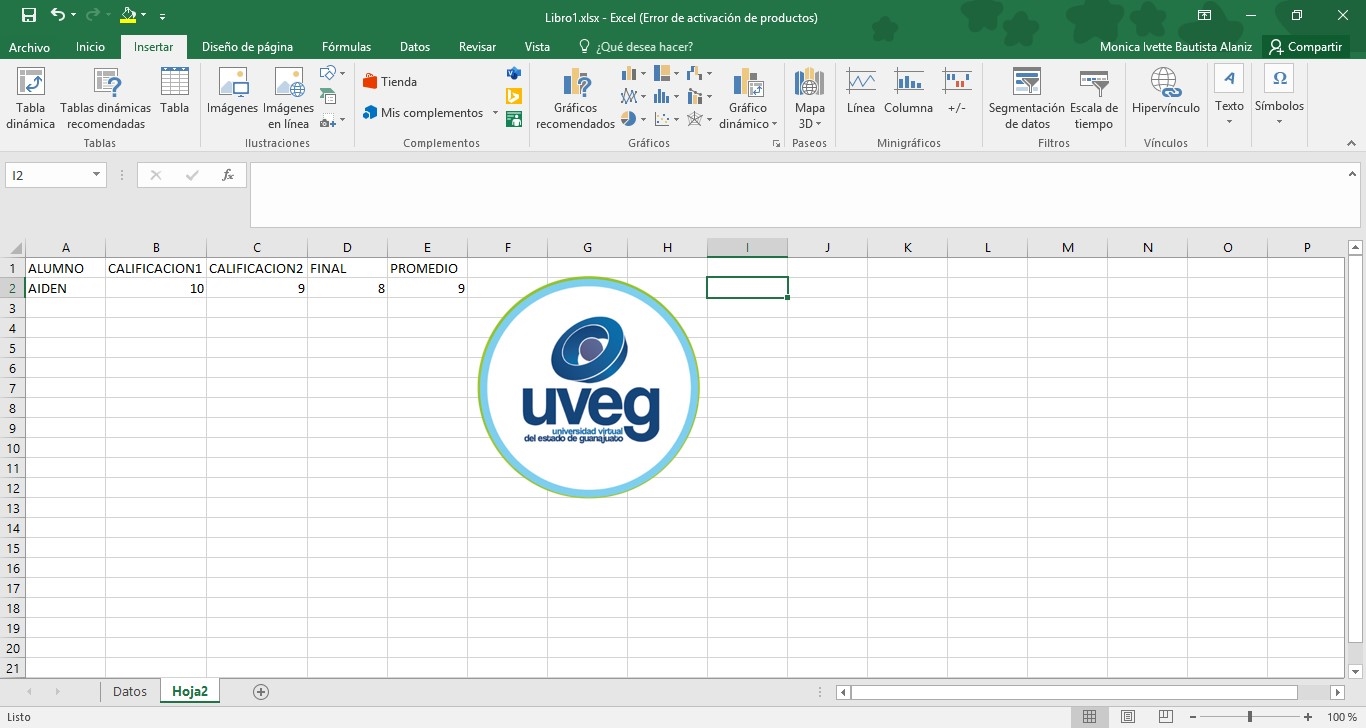 Libro1.xlsx - Excel (Error de activación de productos)
Archivo Inicio Insertar Diseño de página Fórmulas Datos Revisar Vista ¿Qué desea hacer? Monica Ivette Bautista Alaniz Compartir
Tabla dinámica
Tablas dinámicas recomendadas
Tabla
Tablas
Imágenes
Imágenes en línea
Ilustraciones
Tienda
Mis complementos
Complementos
Gráficos recomendados
Gráfico dinámico
Gráficos
Mapa 3D
Paseos
Línea
Columna
+/-
Minigráficos
Segmentación de datos
Escala de tiempo
Filtros
Hipervínculo
Vínculos
A
Texto
Ω
Símbolos
I2
fx
A B C D E F G H I J K L M N O P
1 ALUMNO CALIFICACION1 CALIFICACION2 FINAL PROMEDIO
2 AIDEN 10 9 8 9
3
4
5
6
7
8
9
10
11
12
13
14
15
16
17
18
19
20
21
uveg
universidad virtual
del estado de guanajuato
Datos Hoja2
Listo
100 %